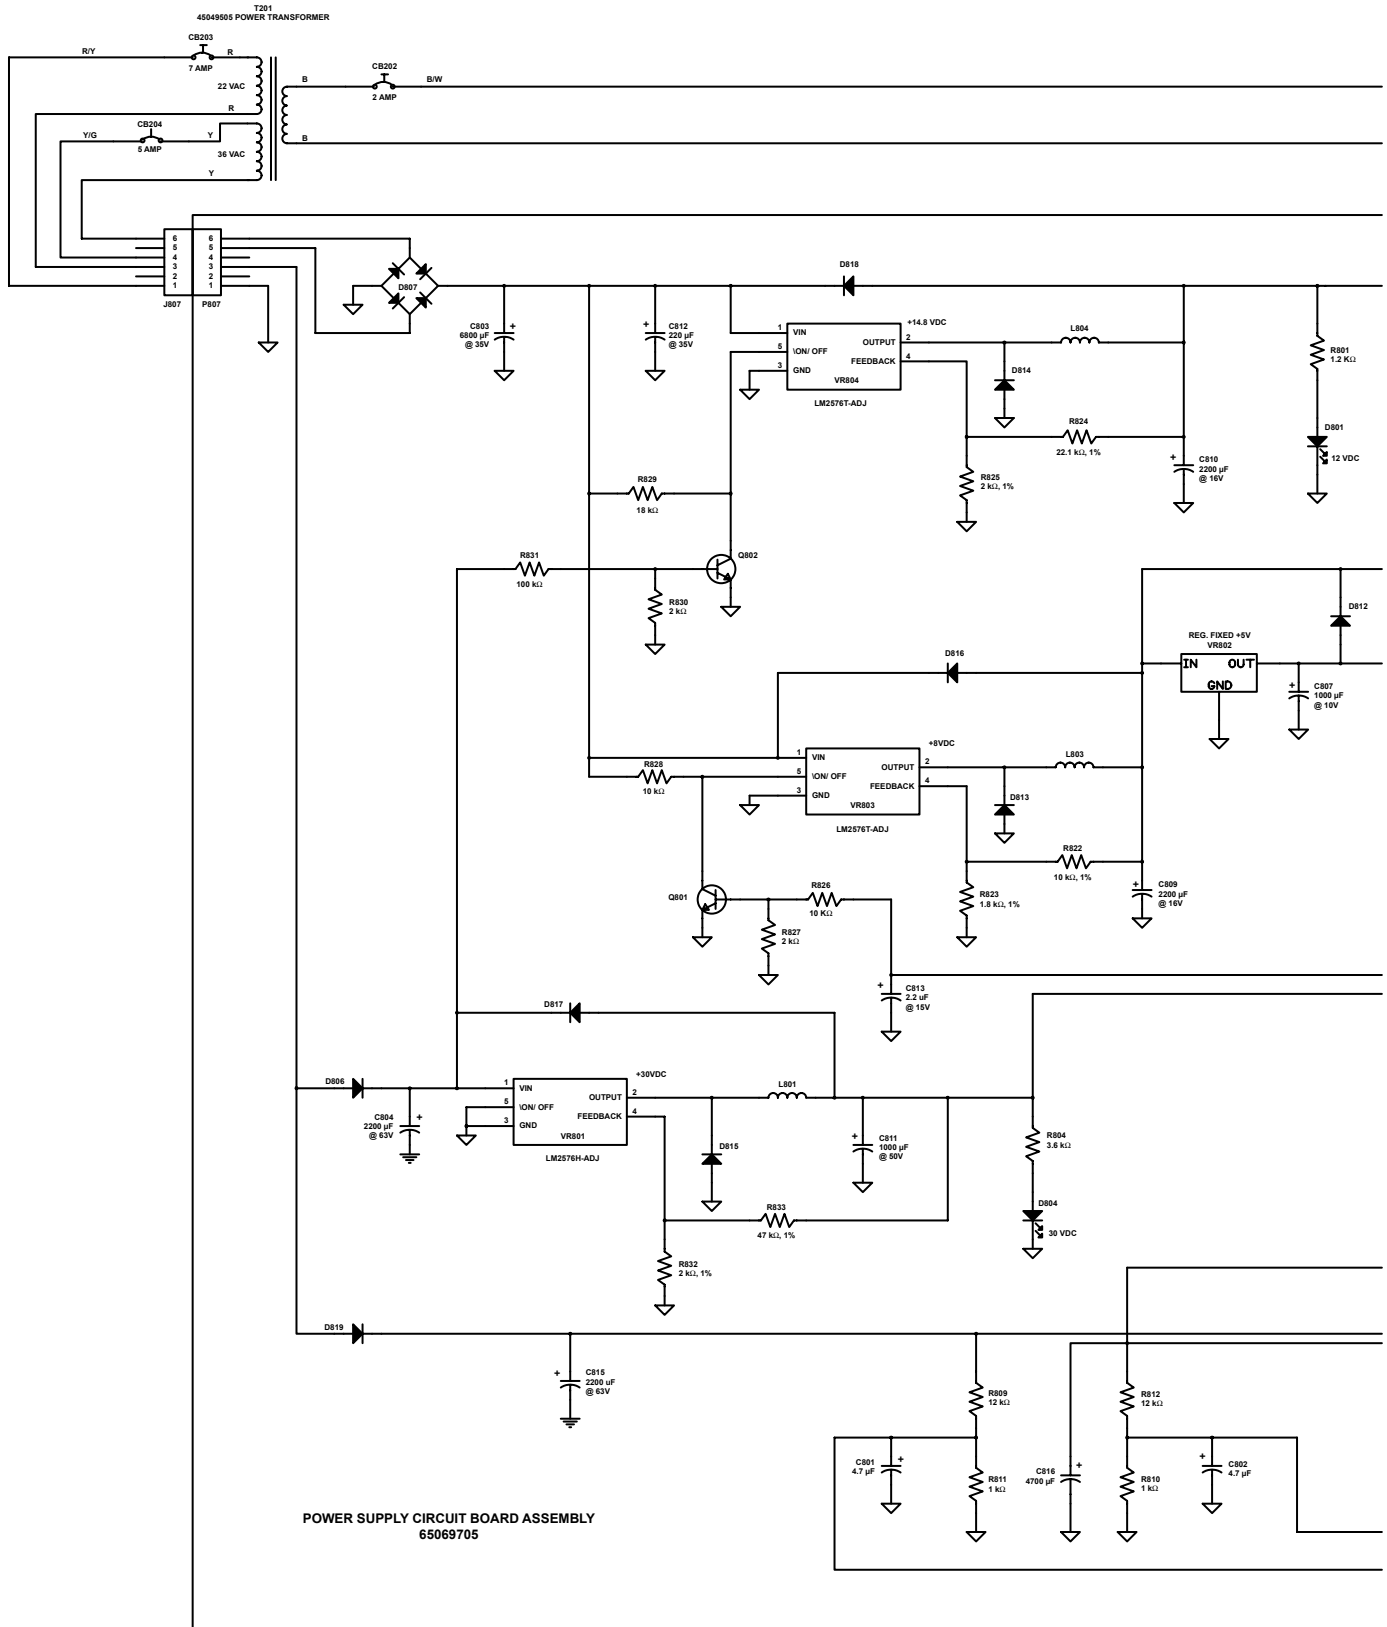 T201
45049505 POWER TRANSFORMER
CB203
R/Y
R
7 AMP
22 VAC
R
CB202
B
B/W
2 AMP
CB204
Y/G
Y
5 AMP
36 VAC
Y
B
6
5
4
3
2
1
6
5
4
3
2
1
J807
P807
D807
D818
C803
6800 µF
@ 35V
+
+
C812
220 µF
@ 35V
+14.8 VDC
1
VIN
OUTPUT
2
5
\ON/ OFF
FEEDBACK
4
3
GND
VR804
LM2576T-ADJ
L804
D814
R801
1.2 KΩ
R824
22.1 kΩ, 1%
D801
12 VDC
+
C810
2200 µF
@ 16V
R825
2 kΩ, 1%
R829
18 kΩ
R831
100 kΩ
Q802
R830
2 kΩ
D812
REG. FIXED +5V
VR802
IN
OUT
GND
+
C807
1000 µF
@ 10V
D816
+8VDC
1
VIN
OUTPUT
2
5
\ON/ OFF
FEEDBACK
4
3
GND
VR803
LM2576T-ADJ
L803
R828
10 kΩ
D813
R822
10 kΩ, 1%
R823
1.8 kΩ, 1%
+
C809
2200 µF
@ 16V
Q801
R826
10 KΩ
R827
2 kΩ
+
C813
2.2 uF
@ 15V
D817
D806
+30VDC
1
VIN
OUTPUT
2
5
\ON/ OFF
FEEDBACK
4
3
GND
VR801
LM2576H-ADJ
L801
C804
2200 µF
@ 63V
+
D815
+
C811
1000 µF
@ 50V
R804
3.6 kΩ
R833
47 kΩ, 1%
D804
30 VDC
R832
2 kΩ, 1%
D819
+
C815
2200 uF
@ 63V
R809
12 kΩ
R812
12 kΩ
C801
4.7 µF
+
R811
1 kΩ
C816
4700 µF
+
R810
1 kΩ
+
C802
4.7 µF
POWER SUPPLY CIRCUIT BOARD ASSEMBLY
65069705